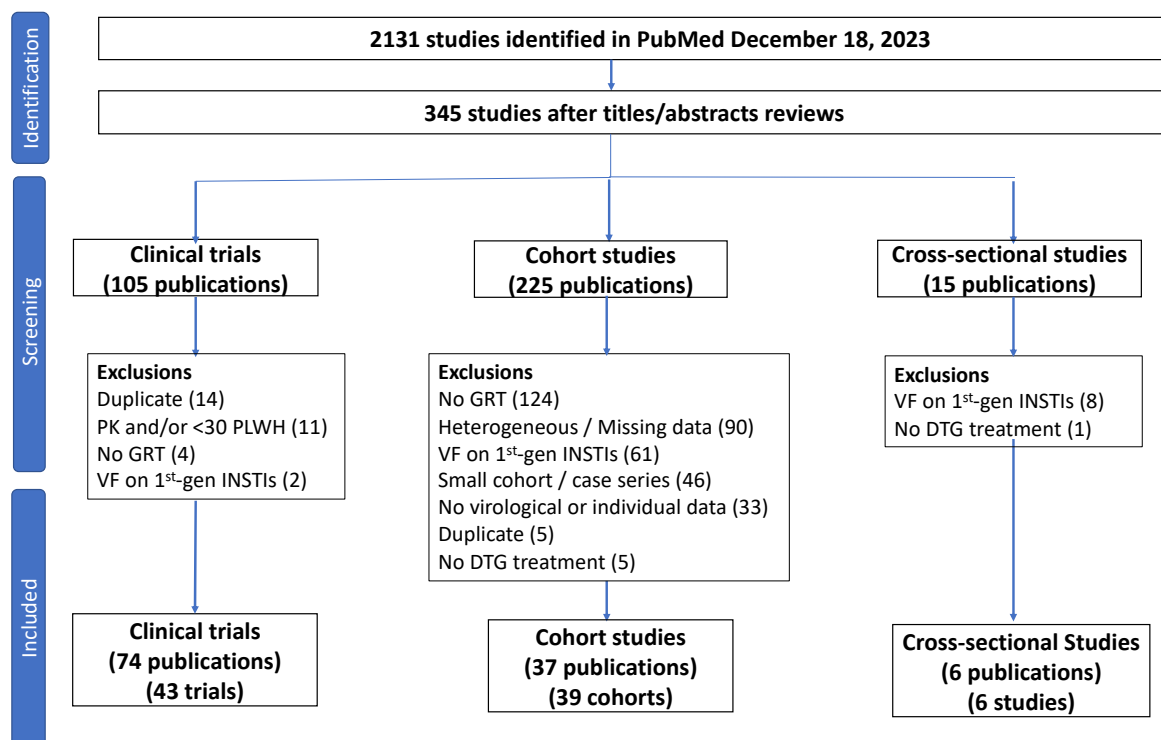 Identification
2131 studies identified in PubMed December 18, 2023
345 studies after titles/abstracts reviews
Screening
Clinical trials
(105 publications)
Cohort studies
(225 publications)
Cross-sectional studies
(15 publications)
Exclusions
Duplicate (14)
PK and/or <30 PLWH (11)
No GRT (4)
VF on 1st-gen INSTIs (2)
Exclusions
No GRT (124)
Heterogeneous / Missing data (90)
VF on 1st-gen INSTIs (61)
Small cohort / case series (46)
No virological or individual data (33)
Duplicate (5)
No DTG treatment (5)
Exclusions
VF on 1st-gen INSTIs (8)
No DTG treatment (1)
Included
Clinical trials
(74 publications)
(43 trials)
Cohort studies
(37 publications)
(39 cohorts)
Cross-sectional Studies
(6 publications)
(6 studies)